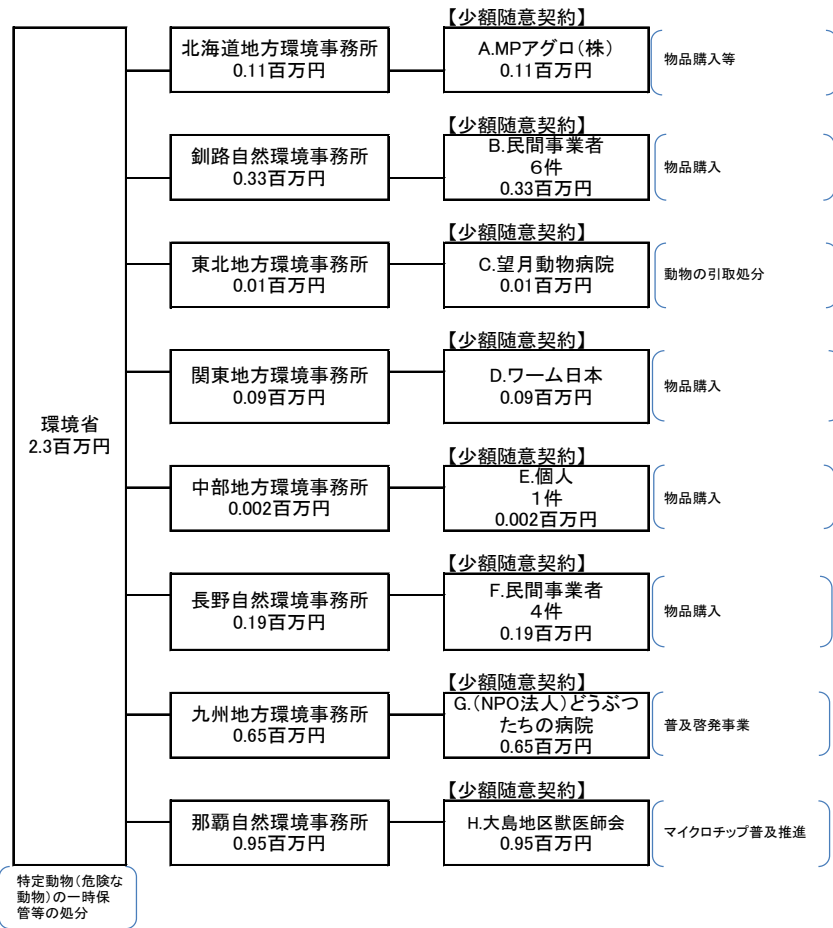 環境省
2.3百万円
特定動物(危険な
動物)の一時保
管等の処分
北海道地方環境事務所
0.11百万円
【少額随意契約】
A.MPアグロ(株)
0.11百万円
物品購入等
釧路自然環境事務所
0.33百万円
【少額随意契約】
B.民間事業者
6件
0.33百万円
物品購入
東北地方環境事務所
0.01百万円
【少額随意契約】
C.望月動物病院
0.01百万円
動物の引取処分
関東地方環境事務所
0.09百万円
【少額随意契約】
D.ワーム日本
0.09百万円
物品購入
中部地方環境事務所
0.002百万円
【少額随意契約】
E.個人
1件
0.002百万円
物品購入
長野自然環境事務所
0.19百万円
【少額随意契約】
F.民間事業者
4件
0.19百万円
物品購入
九州地方環境事務所
0.65百万円
【少額随意契約】
G.(NPO法人)どうぶつ
たちの病院
0.65百万円
普及啓発事業
那覇自然環境事務所
0.95百万円
【少額随意契約】
H.大島地区獣医師会
0.95百万円
マイクロチップ普及推進